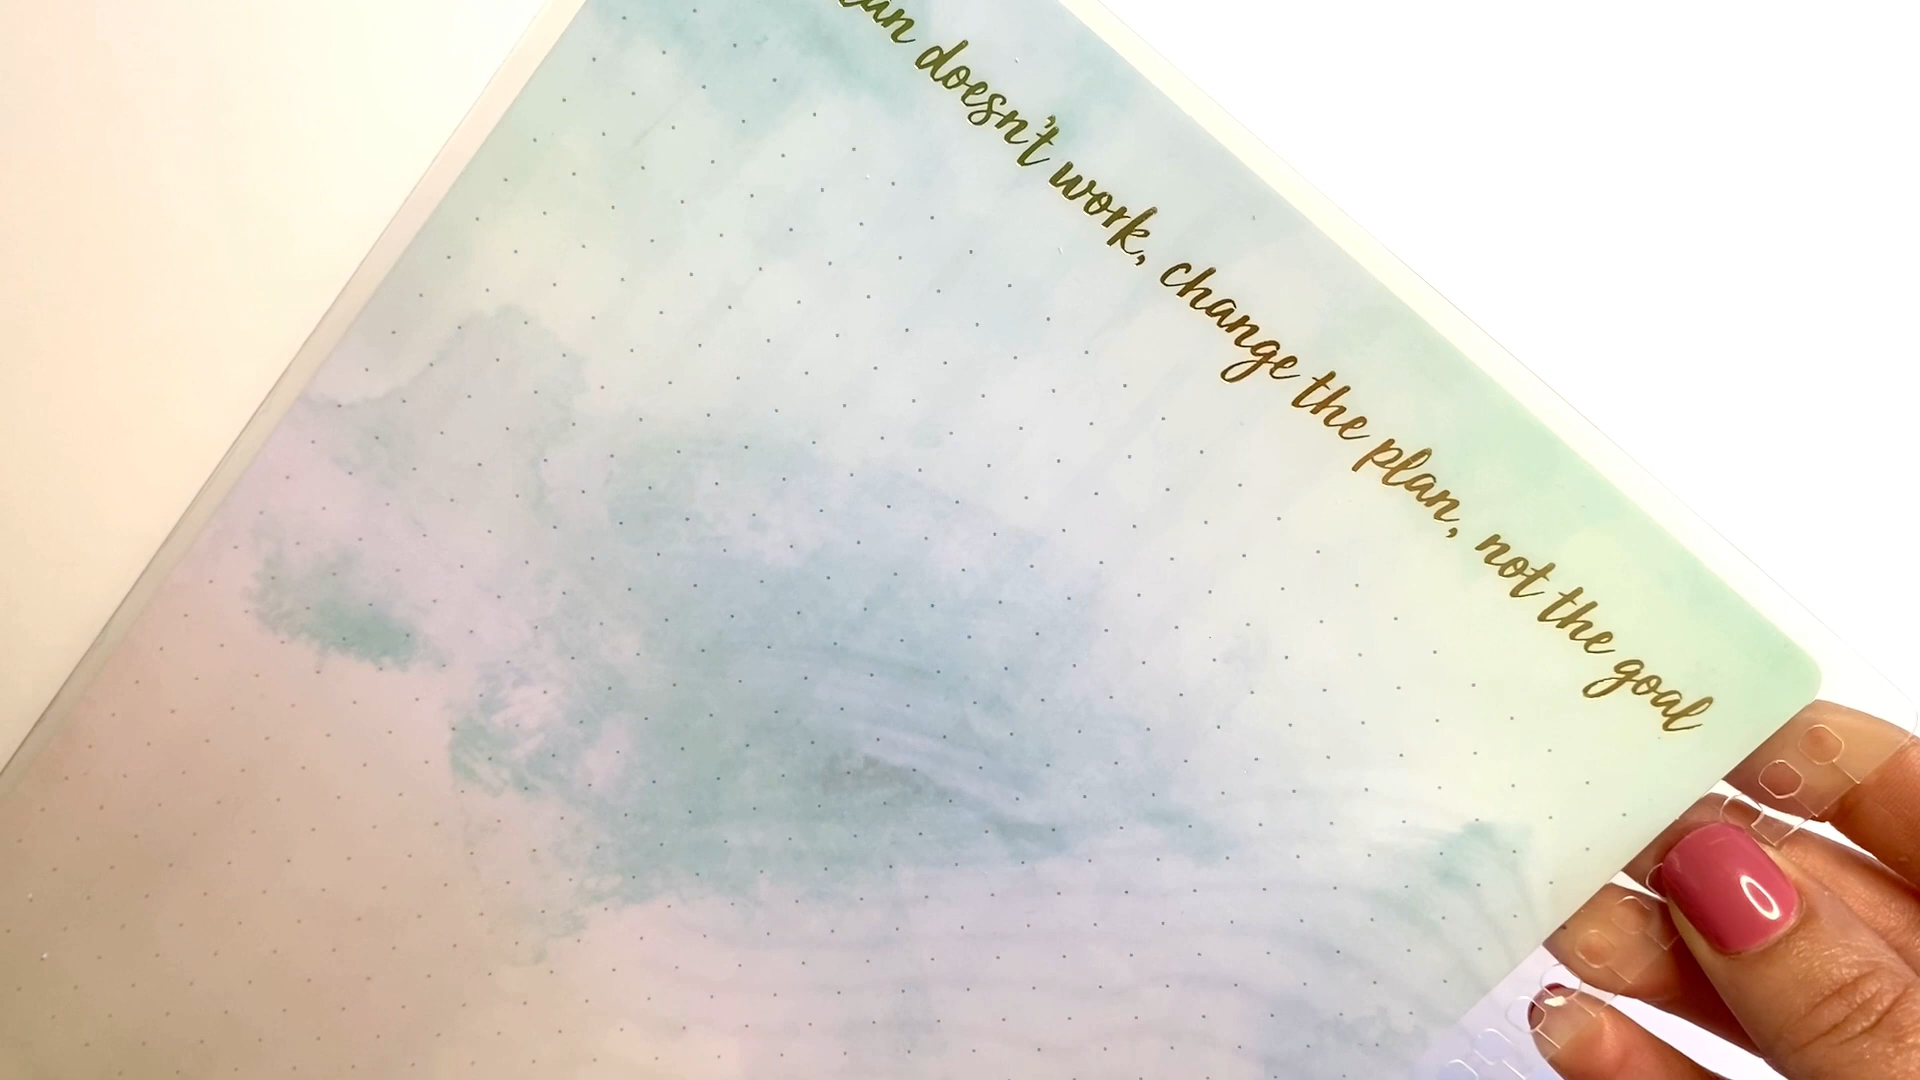 doesn't work, change the plan, not the goal